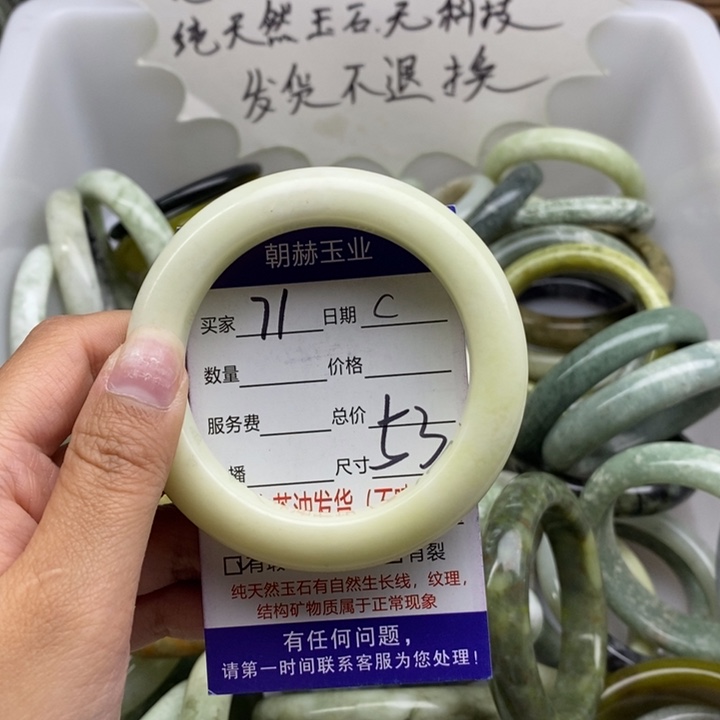 纯天然玉石.无科技
发货不退换
朝赫玉业
买家 71 日期 C
数量 价格
服务费 总价
播 尺寸 53
发货
有裂
纯天然玉石有自然生长线，纹理，
结构矿物质属于正常现象
有任何问题，
请第一时间联系客服为您处理！